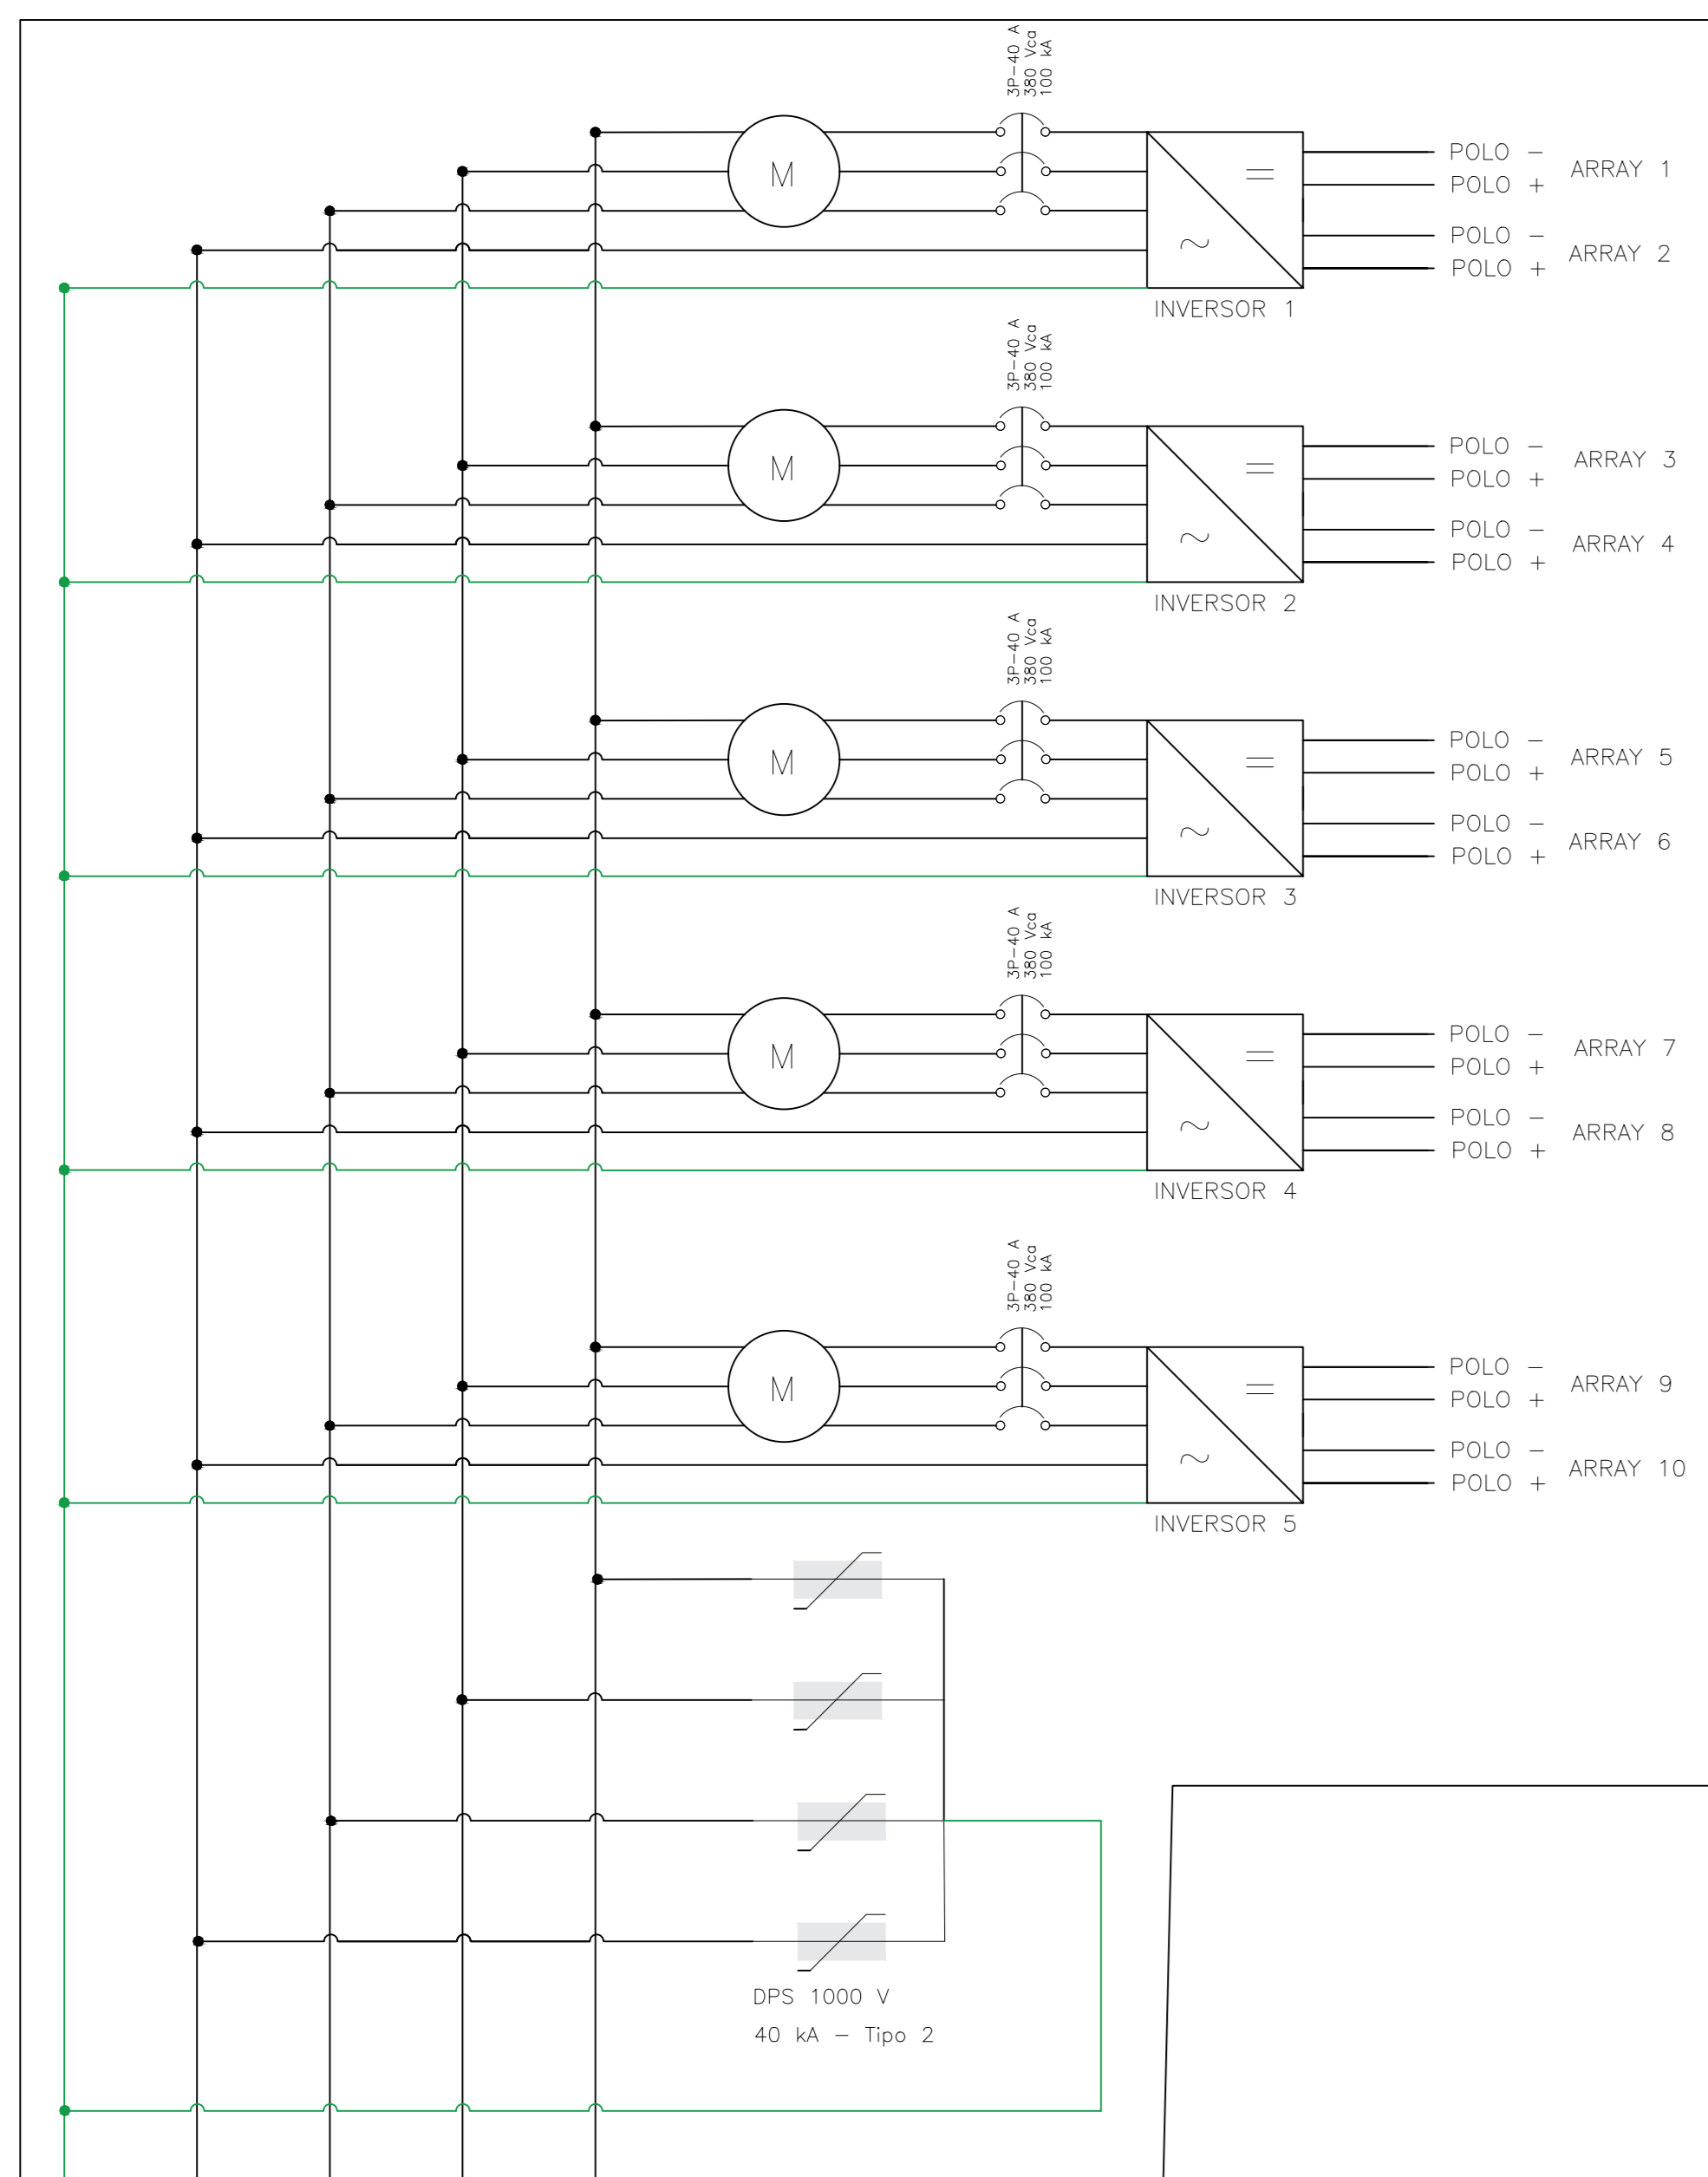 3P-40 A
380 Vca
100 kA
M
POLO -
POLO +
ARRAY 1
POLO -
POLO +
ARRAY 2
INVERSOR 1
3P-40 A
380 Vca
100 kA
M
POLO -
POLO +
ARRAY 3
POLO -
POLO +
ARRAY 4
INVERSOR 2
3P-40 A
380 Vca
100 kA
M
POLO -
POLO +
ARRAY 5
POLO -
POLO +
ARRAY 6
INVERSOR 3
3P-40 A
380 Vca
100 kA
M
POLO -
POLO +
ARRAY 7
POLO -
POLO +
ARRAY 8
INVERSOR 4
3P-40 A
380 Vca
100 kA
M
POLO -
POLO +
ARRAY 9
POLO -
POLO +
ARRAY 10
INVERSOR 5
DPS 1000 V
40 kA - Tipo 2